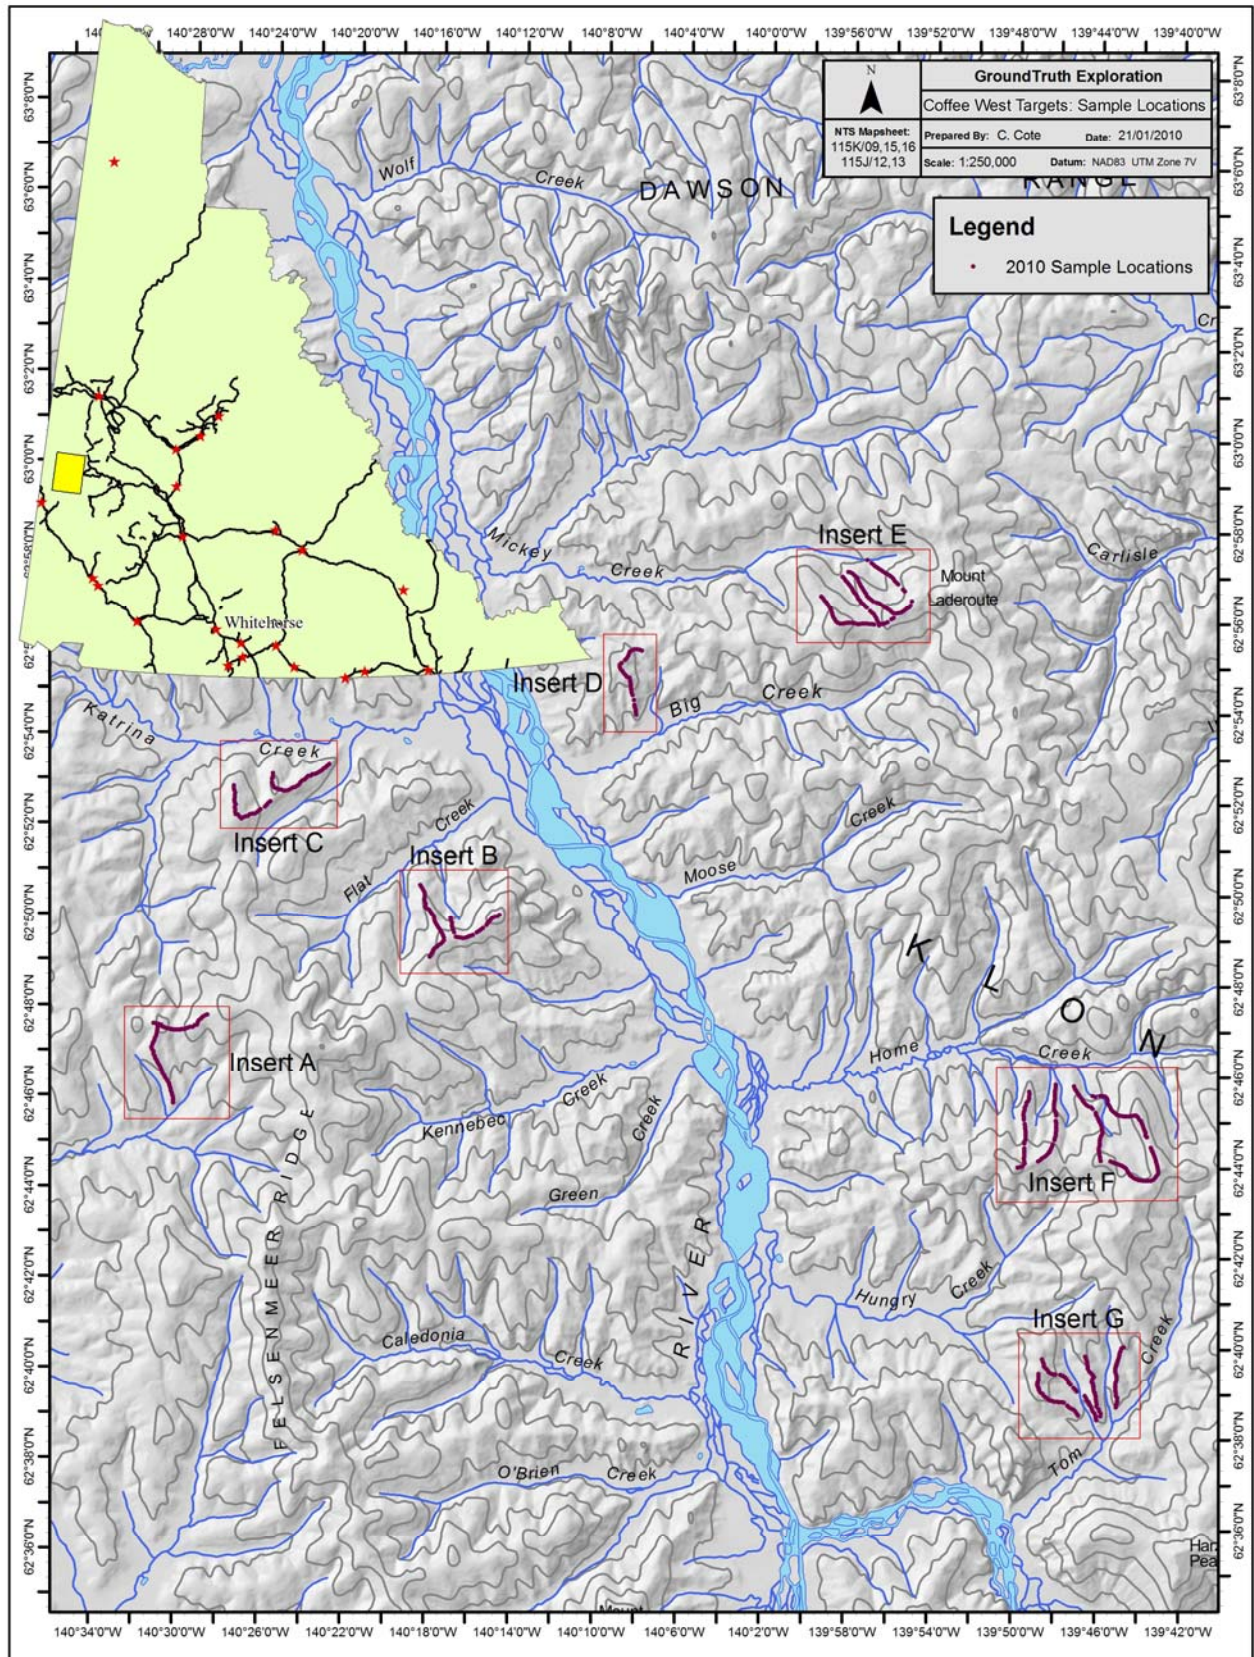 140°28'0"W
140°24'0"W
140°20'0"W
140°16'0"W
140°12'0"W
140°8'0"W
140°4'0"W
140°0'0"W
139°56'0"W
139°52'0"W
139°48'0"W
139°44'0"W
139°40'0"W
N
GroundTruth Exploration
Coffee West Targets: Sample Locations
NTS Mapsheet:
115K/09,15,16
115J/12,13
Prepared By: C. Cote
Date: 21/01/2010
Scale: 1:250,000
Datum: NAD83 UTM Zone 7V
Legend
2010 Sample Locations
DAWSON
RANGE
Wolf Creek
Cr
Mickey Creek
Insert E
Carlisle
Mount
Laderoute
Whitehorse
Insert D
Big Creek
Katrina Creek
Insert C
Flat Creek
Insert B
Moose Creek
KLON
Home Creek
Insert A
Kennebec Creek
Green Creek
Insert F
FELSENMEER RIDGE
RIVER
Hungry Creek
Insert G
Caledonia Creek
O'Brien Creek
Tom Creek
Har
Pea
Mount
63°8'0"N
63°6'0"N
63°4'0"N
63°2'0"N
63°0'0"N
62°58'0"N
62°54'0"N
62°52'0"N
62°50'0"N
62°48'0"N
62°46'0"N
62°44'0"N
62°42'0"N
62°40'0"N
62°38'0"N
62°36'0"N
140°34'0"W
140°30'0"W
140°26'0"W
140°22'0"W
140°18'0"W
140°14'0"W
140°10'0"W
140°6'0"W
140°2'0"W
139°58'0"W
139°54'0"W
139°50'0"W
139°46'0"W
139°42'0"W